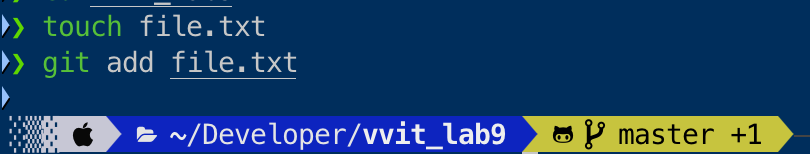 ❯ touch file.txt
❯ git add file.txt
~/Developer/vvit_lab9 master +1